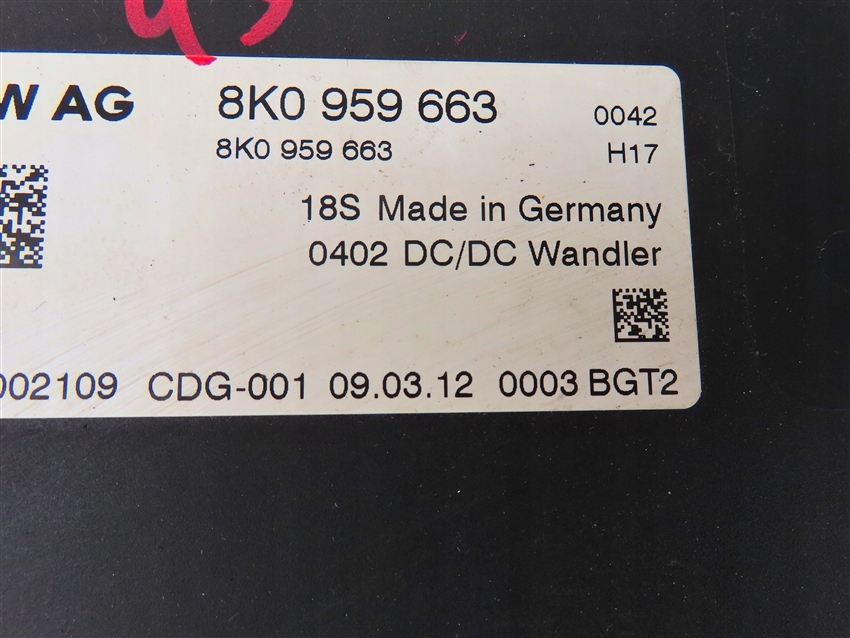 W AG 8K0 959 663 0042
8K0 959 663 H17
18S Made in Germany
0402 DC/DC Wandler
002109 CDG-001 09.03.12 0003 BGT2